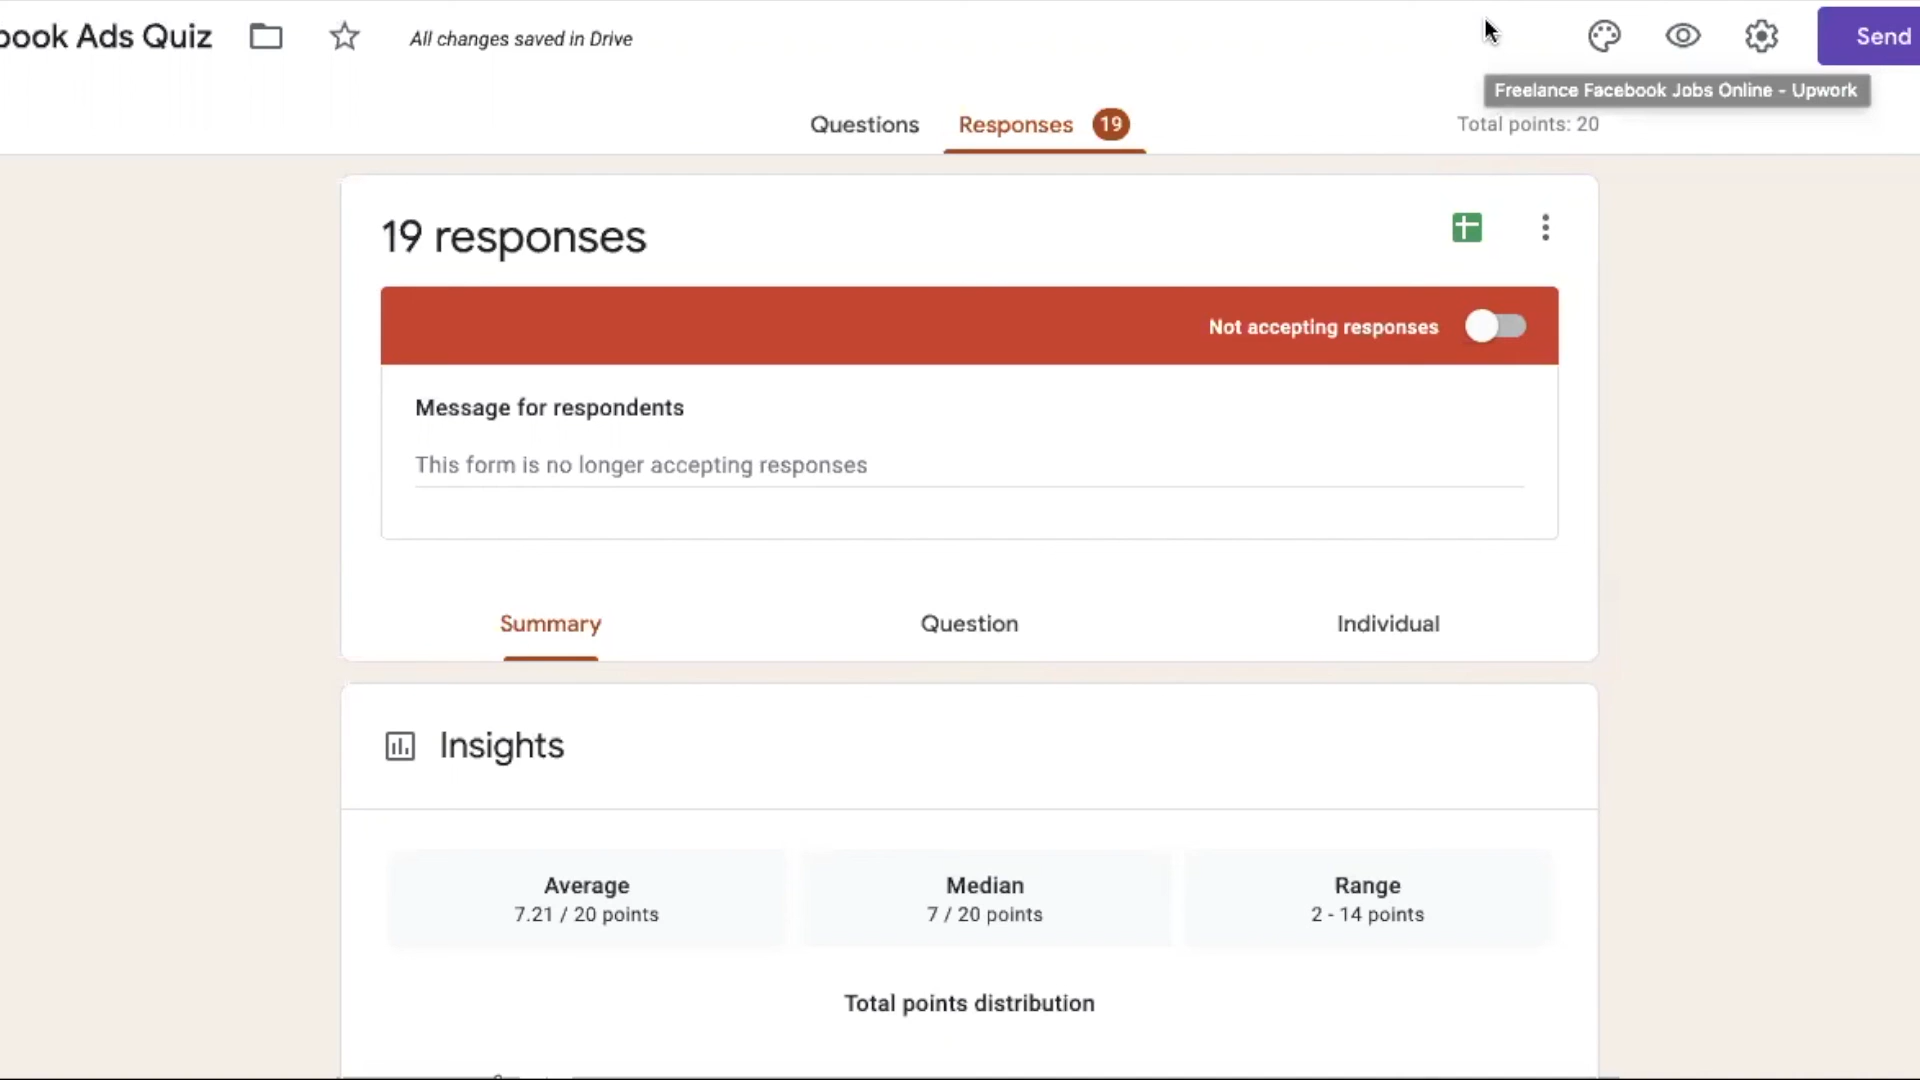 book Ads Quiz
All changes saved in Drive
Send
Freelance Facebook Jobs Online - Upwork
Questions
Responses 19
Total points: 20
19 responses
Not accepting responses
Message for respondents
This form is no longer accepting responses
Summary
Question
Individual
Insights
Average
7.21 / 20 points
Median
7 / 20 points
Range
2 - 14 points
Total points distribution